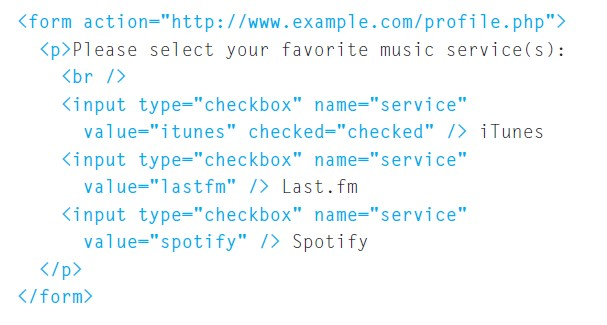 <form action="http://www.example.com/profile.php">
<p>Please select your favorite music service(s):
<br />
<input type="checkbox" name="service"
value="itunes" checked="checked" /> iTunes
<input type="checkbox" name="service"
value="lastfm" /> Last.fm
<input type="checkbox" name="service"
value="spotify" /> Spotify
</p>
</form>